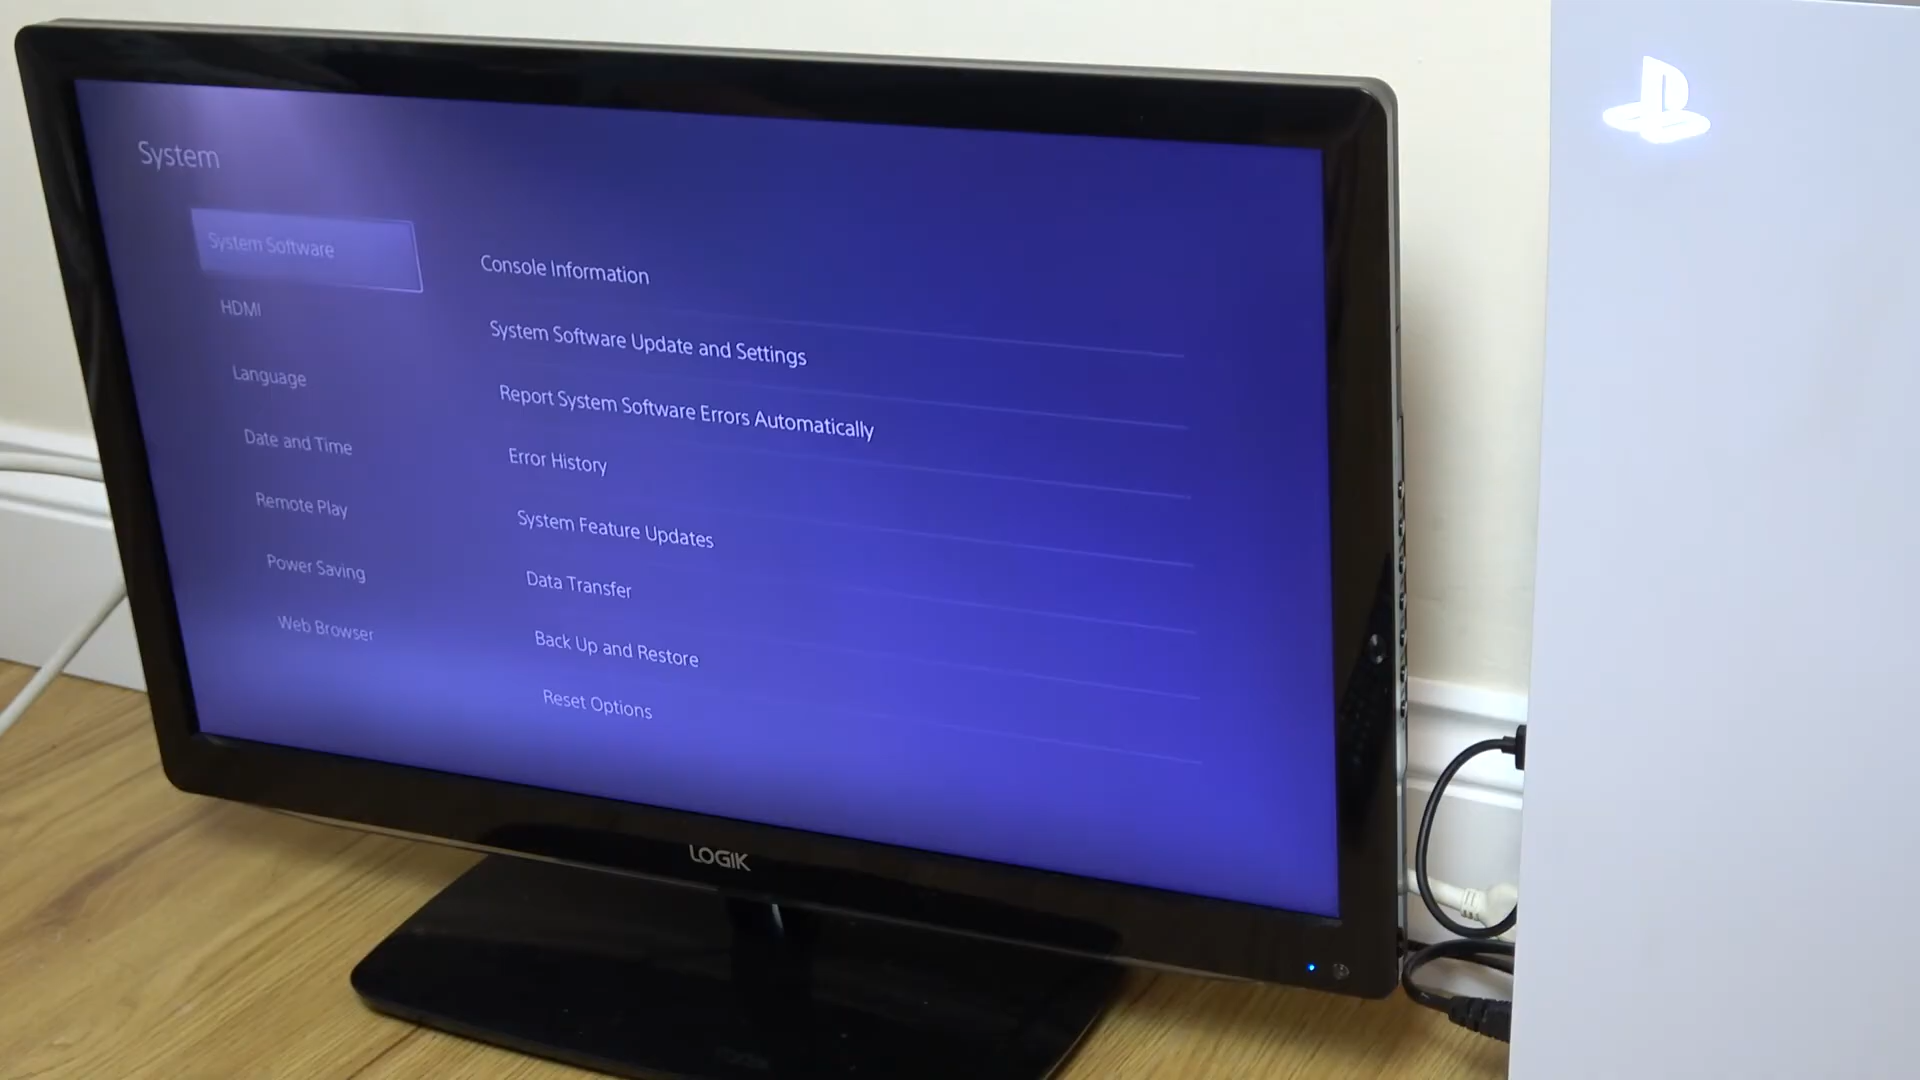 System
System Software
HDMI
Language
Date and Time
Remote Play
Power Saving
Web Browser
Console Information
System Software Update and Settings
Report System Software Errors Automatically
Error History
System Feature Updates
Data Transfer
Back Up and Restore
Reset Options
LOGIK